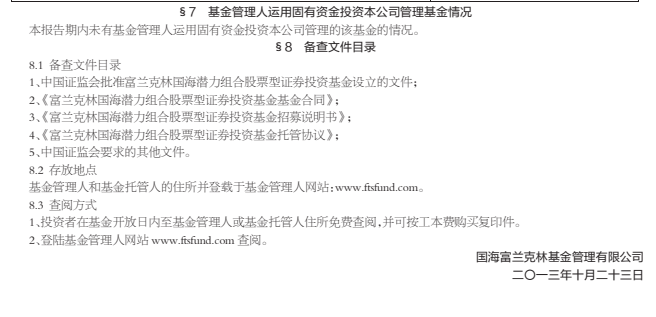 §7 基金管理人运用固有资金投资本公司管理基金情况
本报告期内未有基金管理人运用固有资金投资本公司管理的该基金的情况。
§8 备查文件目录
8.1 备查文件目录
1、中国证监会批准富兰克林国海潜力组合股票型证券投资基金设立的文件；
2、《富兰克林国海潜力组合股票型证券投资基金基金合同》；
3、《富兰克林国海潜力组合股票型证券投资基金招募说明书》；
4、《富兰克林国海潜力组合股票型证券投资基金托管协议》；
5、中国证监会要求的其他文件。
8.2 存放地点
基金管理人和基金托管人的住所并登载于基金管理人网站：www.ftsfund.com。
8.3 查阅方式
1、投资者在基金开放日内至基金管理人或基金托管人住所免费查阅，并可按工本费购买复印件。
2、登陆基金管理人网站 www.ftsfund.com 查阅。
国海富兰克林基金管理有限公司
二〇一三年十月二十三日